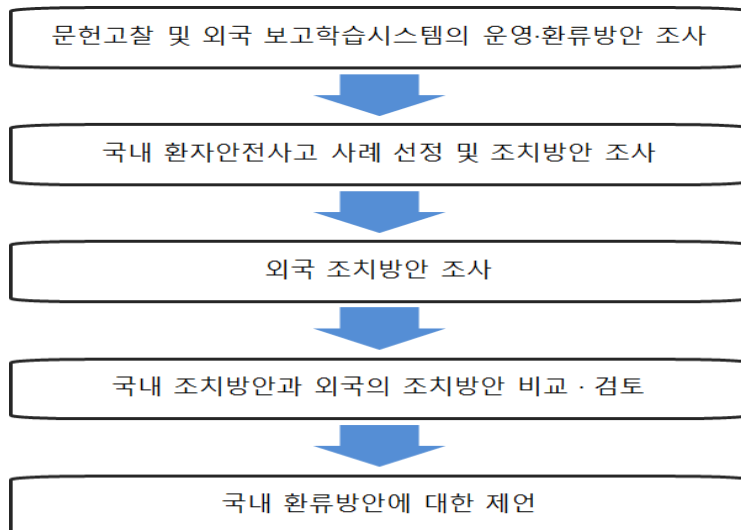 문헌고찰 및 외국 보고학습시스템의 운영·환류방안 조사
국내 환자안전사고 사례 선정 및 조치방안 조사
외국 조치방안 조사
국내 조치방안과 외국의 조치방안 비교 · 검토
국내 환류방안에 대한 제언